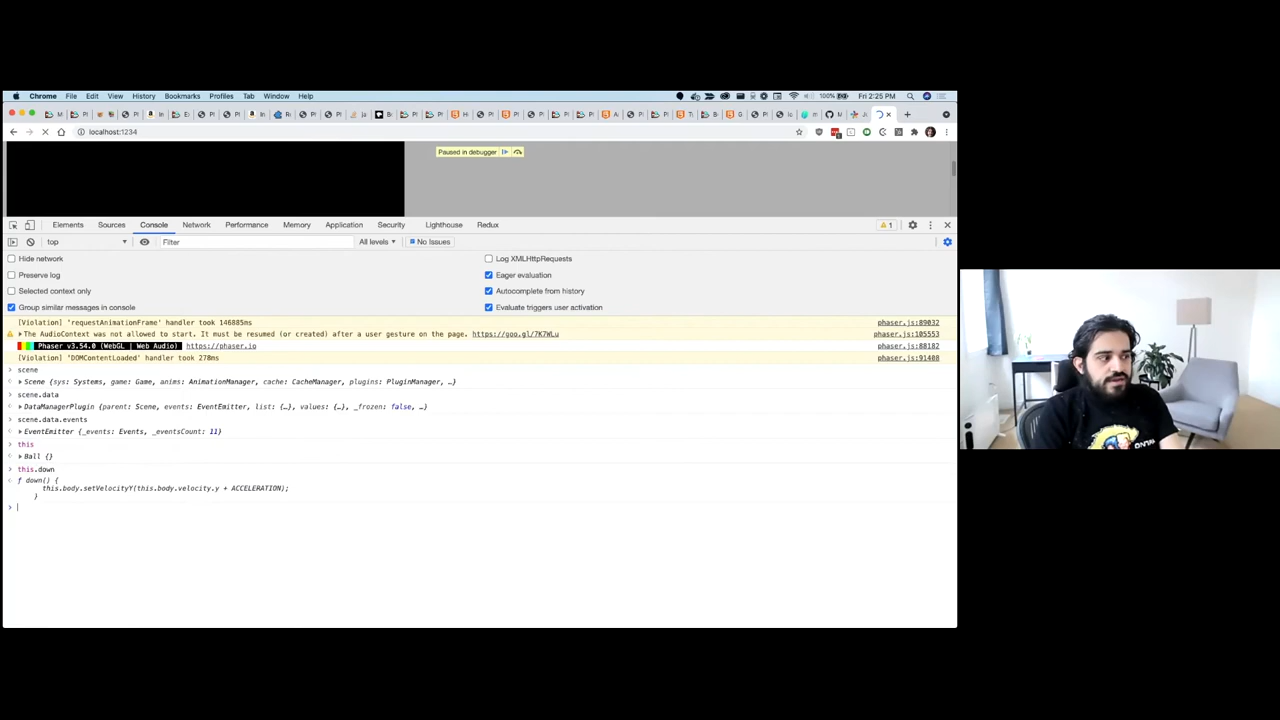 Chrome File Edit View History Bookmarks Profiles Tab Window Help 100% Fri 2:25 PM
localhost:1234
Paused in debugger
Elements Console Sources Network Performance Memory Application Security Lighthouse Redux 1
top Filter All levels No Issues
Hide network Log XMLHttpRequests
Preserve log Eager evaluation
Selected context only Autocomplete from history
Group similar messages in console Evaluate triggers user activation
[Violation] 'requestAnimationFrame' handler took 146885ms phaser.js:89032
The AudioContext was not allowed to start. It must be resumed (or created) after a user gesture on the page. https://goo.gl/7K7WLu phaser.js:105553
Phaser v3.54.0 (WebGL | Web Audio) https://phaser.io phaser.js:88182
[Violation] 'DOMContentLoaded' handler took 278ms phaser.js:91408
scene
Scene {sys: Systems, game: Game, anims: AnimationManager, cache: CacheManager, plugins: PluginManager, …}
scene.data
DataManagerPlugin {parent: Scene, events: EventEmitter, list: {…}, values: {…}, _frozen: false, …}
scene.data.events
EventEmitter {_events: Events, _eventsCount: 11}
this
Ball {}
this.down
ƒ down() {
this.body.setVelocityY(this.body.velocity.y + ACCELERATION);
}